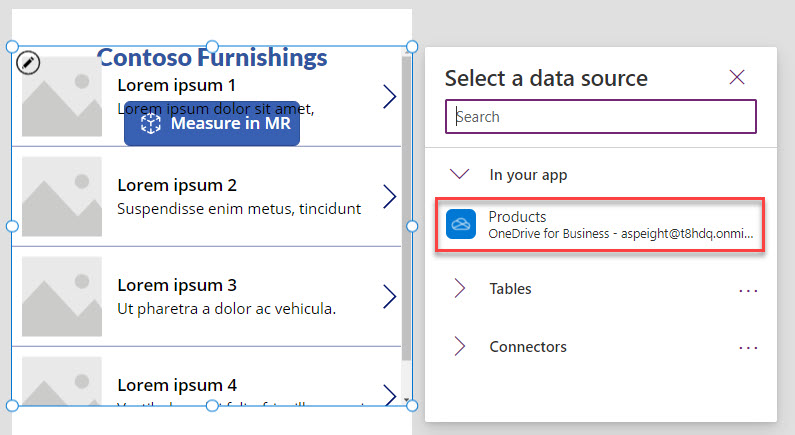 Contoso Furnishings
Lorem ipsum 1
Lorem ipsum dolor sit amet,
Measure in MR
Lorem ipsum 2
Suspendisse enim metus, tincidunt
Lorem ipsum 3
Ut pharetra a dolor ac vehicula.
Lorem ipsum 4
Select a data source
Search
In your app
Products
OneDrive for Business - aspeight@t8hdq.onmi...
Tables
Connectors